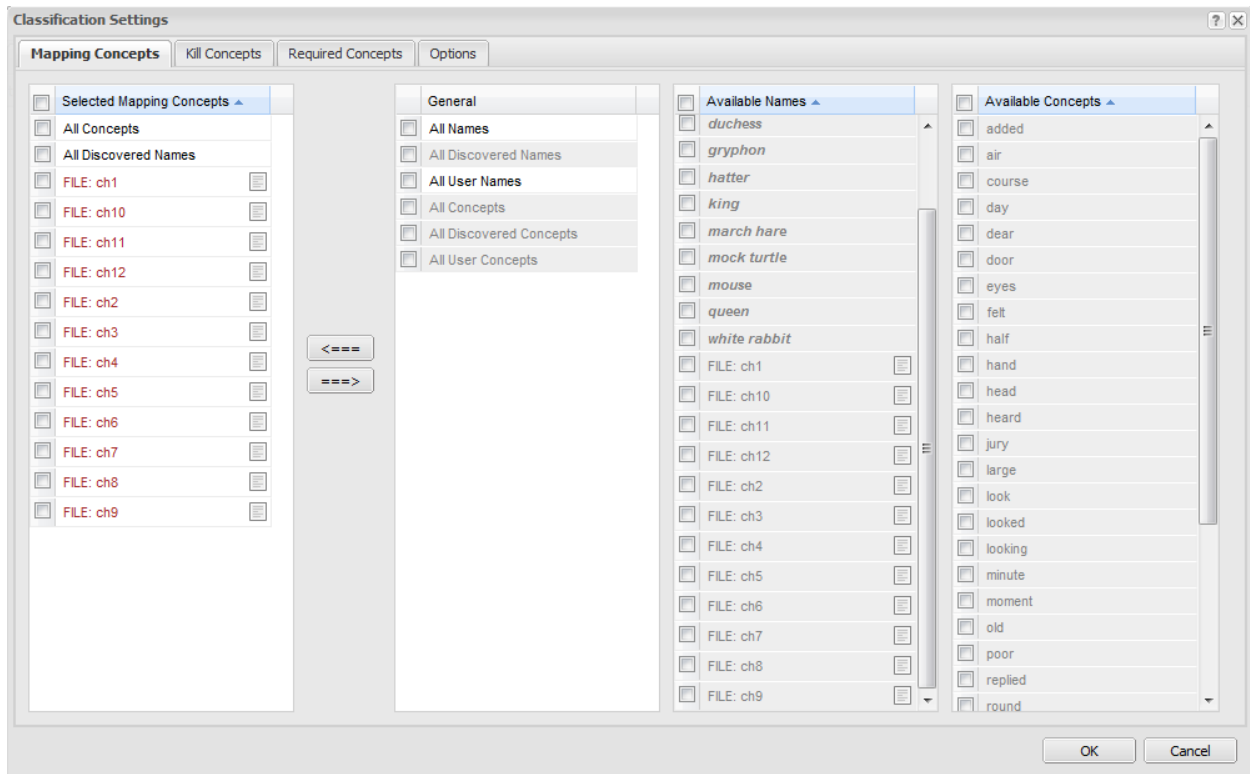 Classification Settings
Mapping Concepts
Kill Concepts
Required Concepts
Options
Selected Mapping Concepts
All Concepts
All Discovered Names
FILE: ch1
FILE: ch10
FILE: ch11
FILE: ch12
FILE: ch2
FILE: ch3
FILE: ch4
FILE: ch5
FILE: ch6
FILE: ch7
FILE: ch8
FILE: ch9
<===
===>
General
All Names
All Discovered Names
All User Names
All Concepts
All Discovered Concepts
All User Concepts
Available Names
duchess
gryphon
hatter
king
march hare
mock turtle
mouse
queen
white rabbit
FILE: ch1
FILE: ch10
FILE: ch11
FILE: ch12
FILE: ch2
FILE: ch3
FILE: ch4
FILE: ch5
FILE: ch6
FILE: ch7
FILE: ch8
FILE: ch9
Available Concepts
added
air
course
day
dear
door
eyes
felt
half
hand
head
heard
jury
large
look
looked
looking
minute
moment
old
poor
replied
round
OK
Cancel